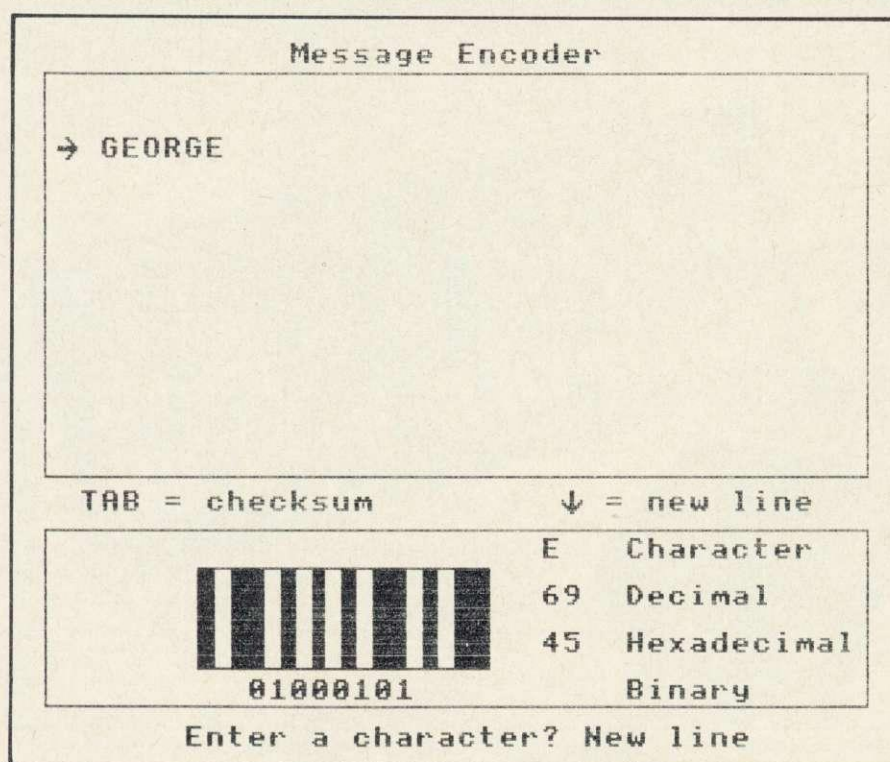 Message Encoder
→ GEORGE
TAB = checksum ↓ = new line
E Character
69 Decimal
45 Hexadecimal
01000101 Binary
Enter a character? New line